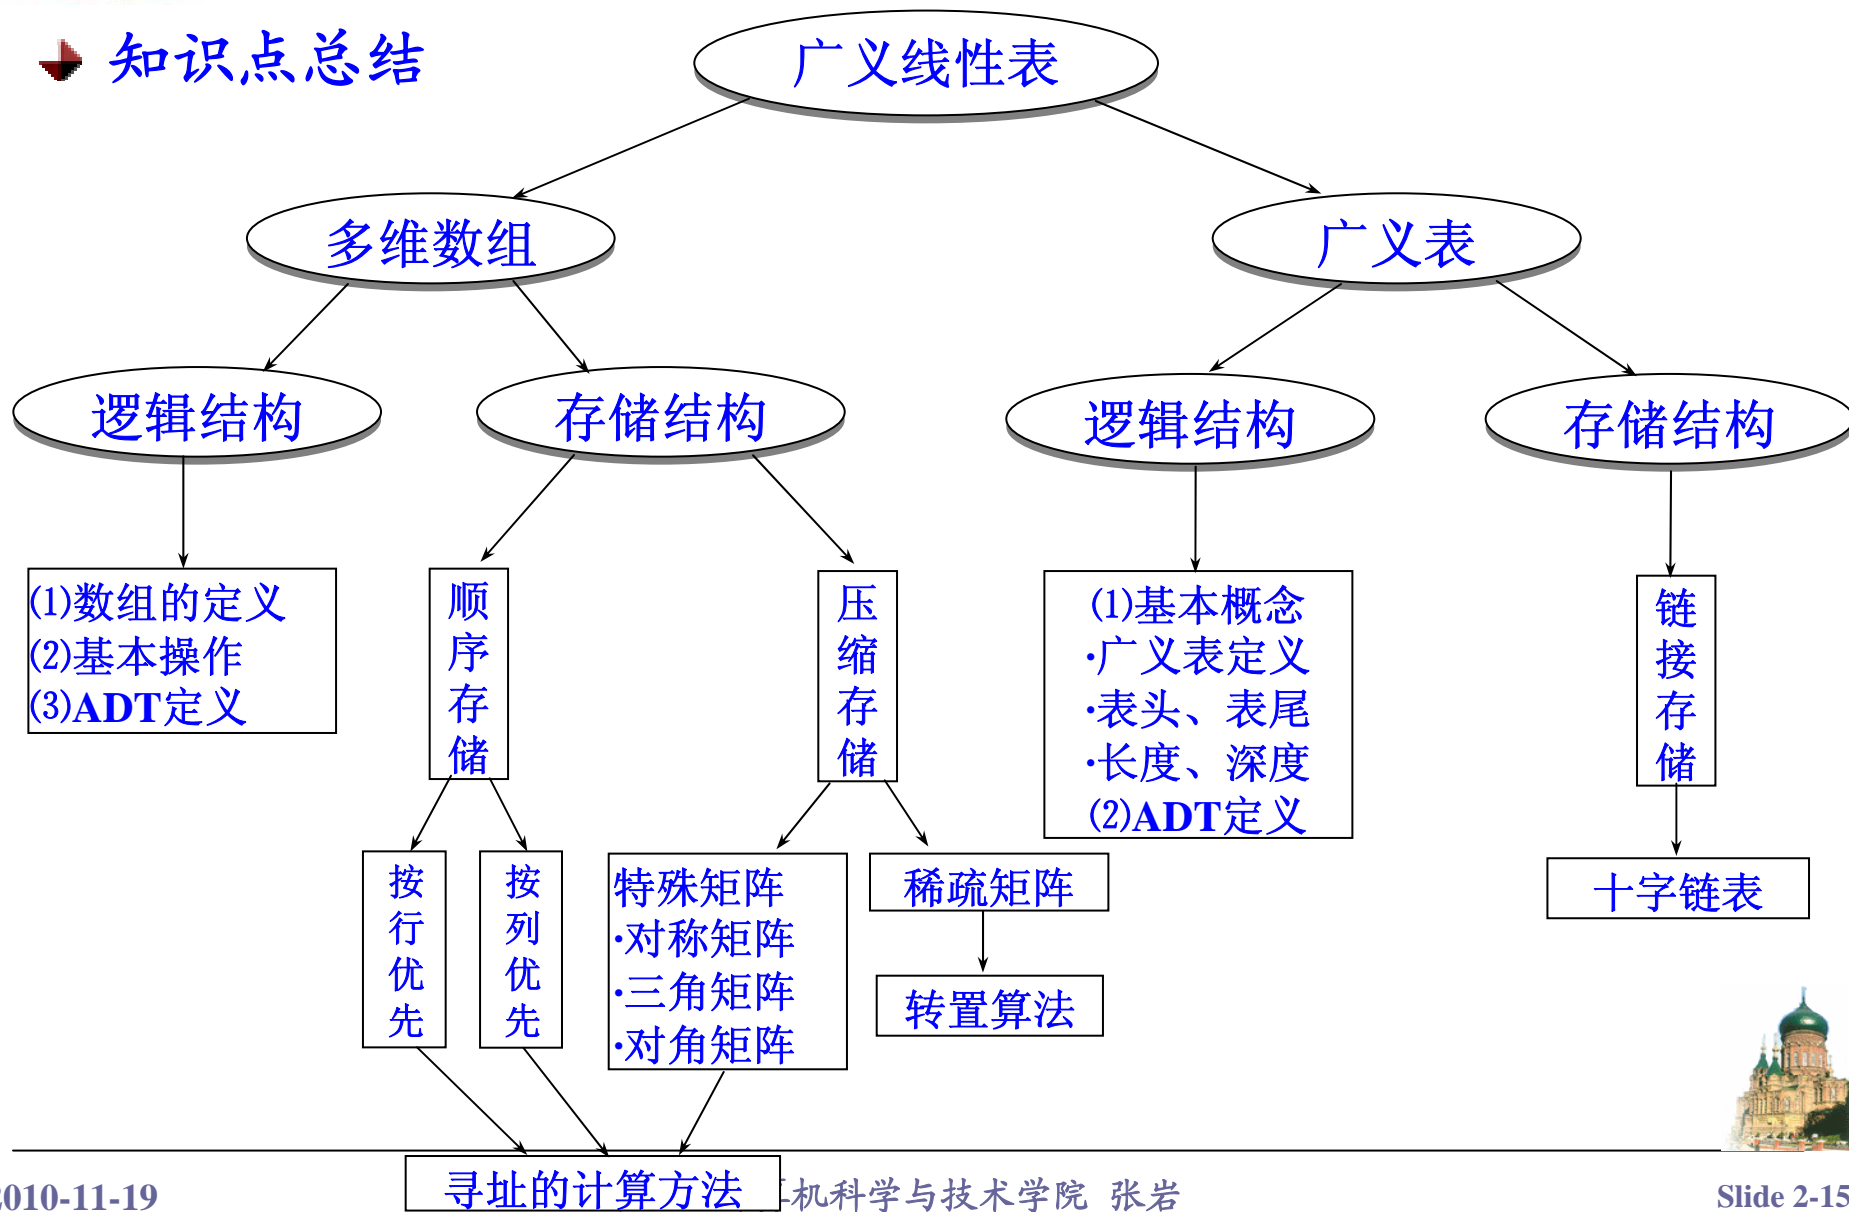 知识点总结
广义线性表
多维数组
广义表
逻辑结构
存储结构
逻辑结构
存储结构
⑴数组的定义
⑵基本操作
⑶ADT定义
顺序存储
压缩存储
⑴基本概念
·广义表定义
·表头、表尾
·长度、深度
⑵ADT定义
链接存储
按行优先
按列优先
特殊矩阵
·对称矩阵
·三角矩阵
·对角矩阵
稀疏矩阵
转置算法
十字链表
寻址的计算方法
010-11-19
机科学与技术学院 张岩
Slide 2-15